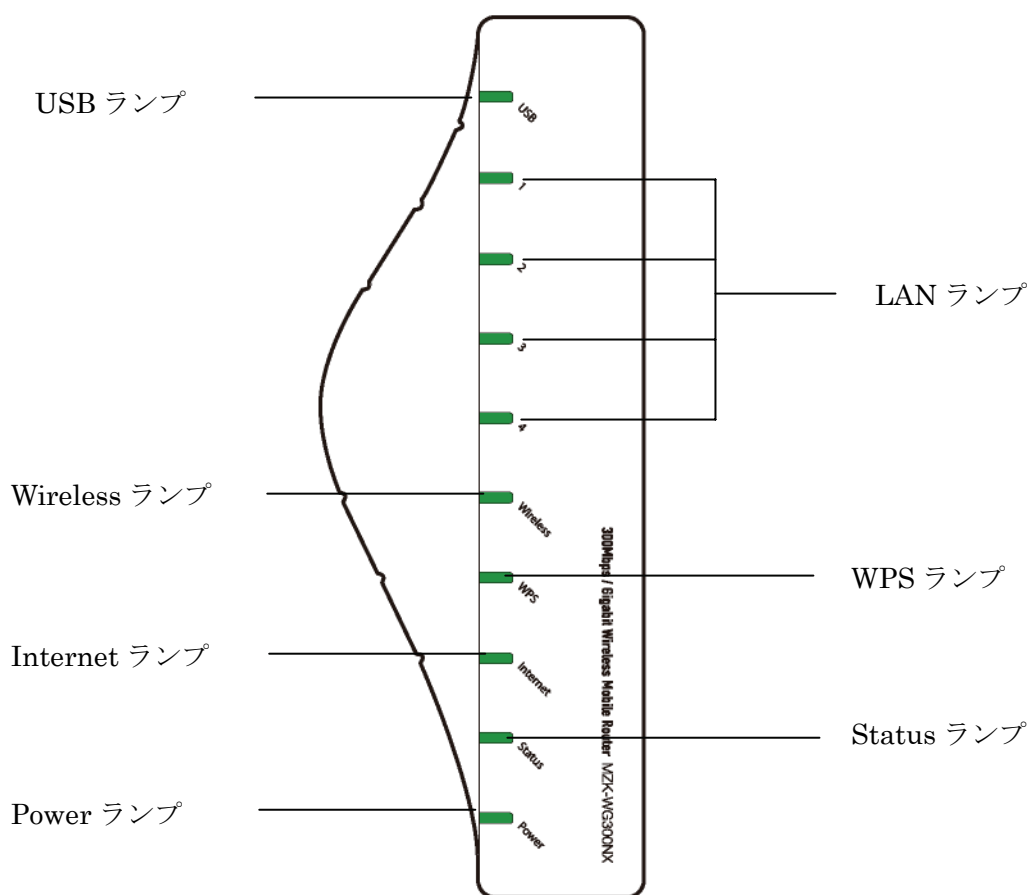 USB ランプ
USB
1
2
LAN ランプ
3
4
Wireless ランプ
Wireless
WPS ランプ
WPS
Internet ランプ
Internet
Status ランプ
Status
Power ランプ
Power
300Mbps / Gigabit Wireless Mobile Router MZK-WG300NX